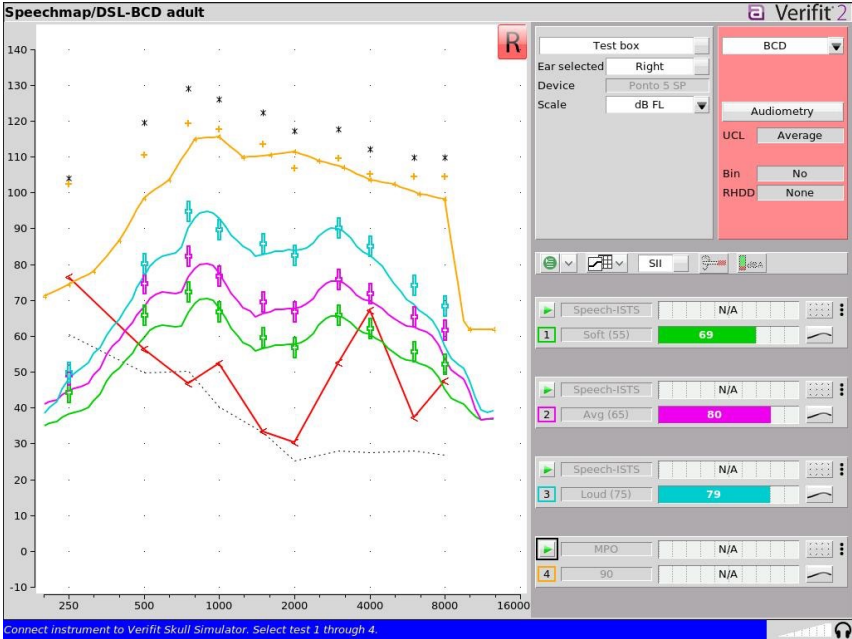 Speechmap/DSL-BCD adult
a Verifit 2
R
140
130
120
110
100
90
80
70
60
50
40
30
20
10
0
-10
250 500 1000 2000 4000 8000 16000
Test box
Ear selected Right
Device Ponto 5 SP
Scale dB FL
BCD
Audiometry
UCL Average
Bin No
RHDD None
SII
dBA
Speech-ISTS N/A
1 Soft (55) 69
Speech-ISTS N/A
2 Avg (65) 80
Speech-ISTS N/A
3 Loud (75) 79
MPO N/A
4 90 N/A
Connect instrument to Verifit Skull Simulator. Select test 1 through 4.